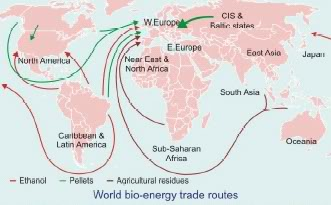 W.Europe
CIS &
Baltic states
E.Europe
North America
Near East &
North Africa
East Asia
Japan
South Asia
Caribbean &
Latin America
Sub-Saharan
Afrisa
Oceania
Ethanol
Pellets
Agricultural residues
World bio-energy trade routes